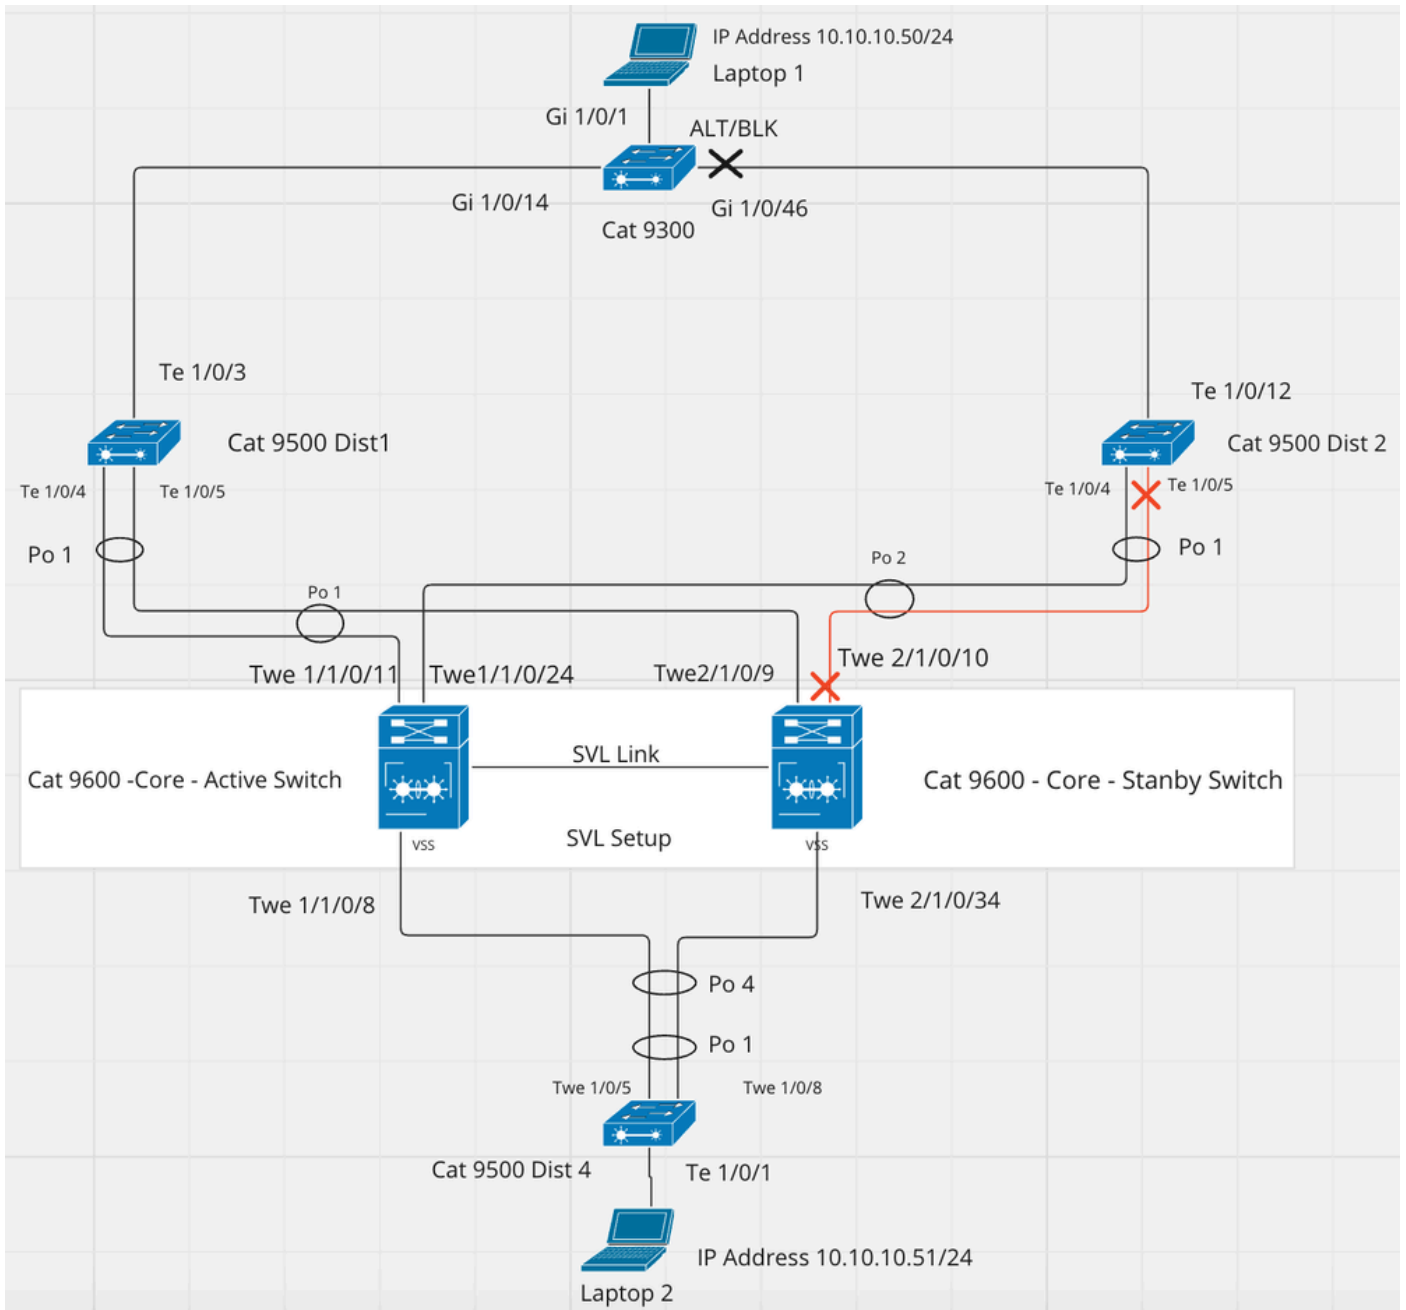 IP Address 10.10.10.50/24
Laptop 1
Gi 1/0/1
ALT/BLK
Gi 1/0/14
Gi 1/0/46
Cat 9300
Te 1/0/3
Te 1/0/12
Cat 9500 Dist1
Cat 9500 Dist 2
Te 1/0/4
Te 1/0/5
Te 1/0/4
Te 1/0/5
Po 1
Po 1
Po 2
Po 1
Twe 1/1/0/11
Twe1/1/0/24
Twe2/1/0/9
Twe 2/1/0/10
SVL Link
Cat 9600 -Core - Active Switch
Cat 9600 - Core - Stanby Switch
SVL Setup
VSS
VSS
Twe 1/1/0/8
Twe 2/1/0/34
Po 4
Po 1
Twe 1/0/5
Twe 1/0/8
Cat 9500 Dist 4
Te 1/0/1
IP Address 10.10.10.51/24
Laptop 2